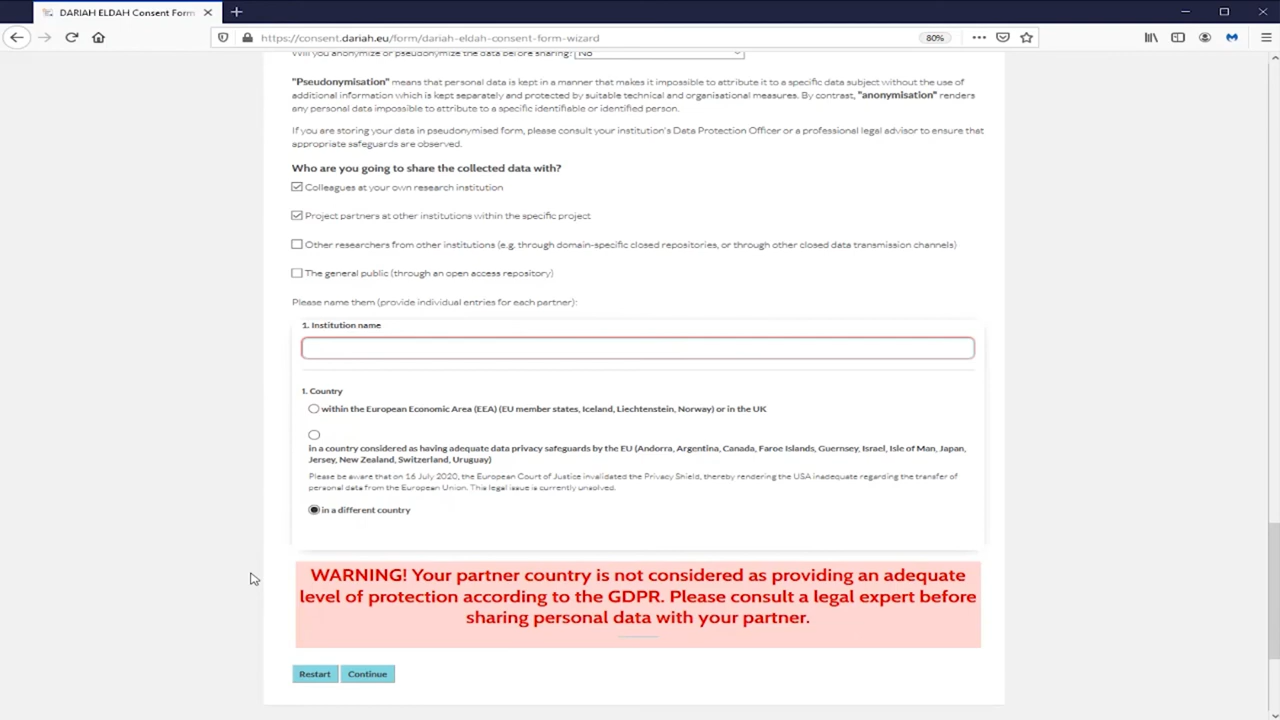 DARIAH ELDAH Consent Form
https://consent.dariah.eu/form/dariah-eldah-consent-form-wizard
80%
Will you anonymize or pseudonymize the data before sharing? No
"Pseudonymisation" means that personal data is kept in a manner that makes it impossible to attribute it to a specific data subject without the use of
additional information which is kept separately and protected by suitable technical and organisational measures. By contrast, "anonymisation" renders
any personal data impossible to attribute to a specific identifiable or identified person.
If you are storing your data in pseudonymised form, please consult your institution's Data Protection Officer or a professional legal advisor to ensure that
appropriate safeguards are observed.
Who are you going to share the collected data with?
Colleagues at your own research institution
Project partners at other institutions within the specific project
Other researchers from other institutions (e.g. through domain-specific closed repositories, or through other closed data transmission channels)
The general public (through an open access repository)
Please name them (provide individual entries for each partner):
1. Institution name
1. Country
within the European Economic Area (EEA) (EU member states, Iceland, Liechtenstein, Norway) or in the UK
in a country considered as having adequate data privacy safeguards by the EU (Andorra, Argentina, Canada, Faroe Islands, Guernsey, Israel, Isle of Man, Japan,
Jersey, New Zealand, Switzerland, Uruguay)
Please be aware that on 16 July 2020, the European Court of Justice invalidated the Privacy Shield, thereby rendering the USA inadequate regarding the transfer of
personal data from the European Union. This legal issue is currently unsolved.
in a different country
WARNING! Your partner country is not considered as providing an adequate
level of protection according to the GDPR. Please consult a legal expert before
sharing personal data with your partner.
Restart Continue